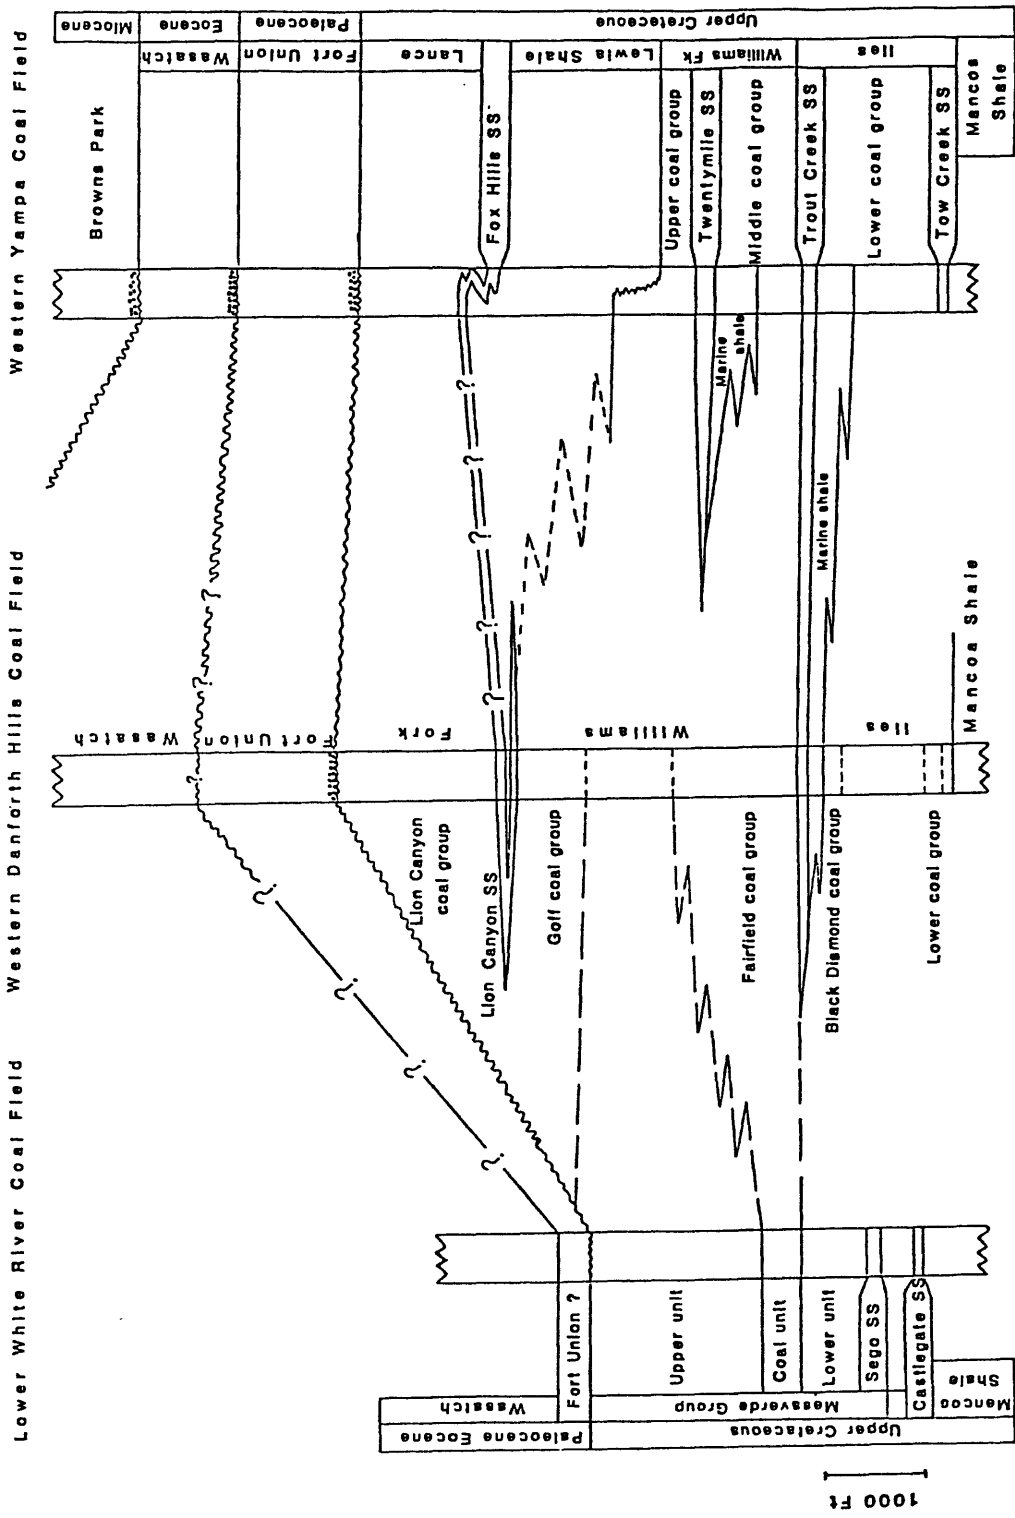 Lower White River Coal Field
Western Danforth Hills Coal Field
Western Yampa Coal Field
Miocene
Eocene
Paleocene
Upper Cretaceous
Wasatch
Fort Union
Lance
Lewis Shale
Williams Fk
Iles
Mancos
Shale
Browns Park
Fox Hills SS
Upper coal group
Twentymile SS
Middle coal group
Trout Creek SS
Lower coal group
Tow Creek SS
Marine
shale
Marine shale
?
?
?
?
?
?
?
Wasatch
?
Fort Union
Fork
Williams
Iles
Mancoa Shale
Lion Canyon
coal group
Lion Canyon SS
Goff coal group
Fairfield coal group
Black Dismond coal group
Lower coal group
?
?
?
?
Fort Union ?
Upper unit
Coal unit
Lower unit
Sego SS
Castlegate SS
Mancos
Shale
Wasatch
Mesaverde Group
Paleocene Eocene
Upper Cretaceous
1000 Ft